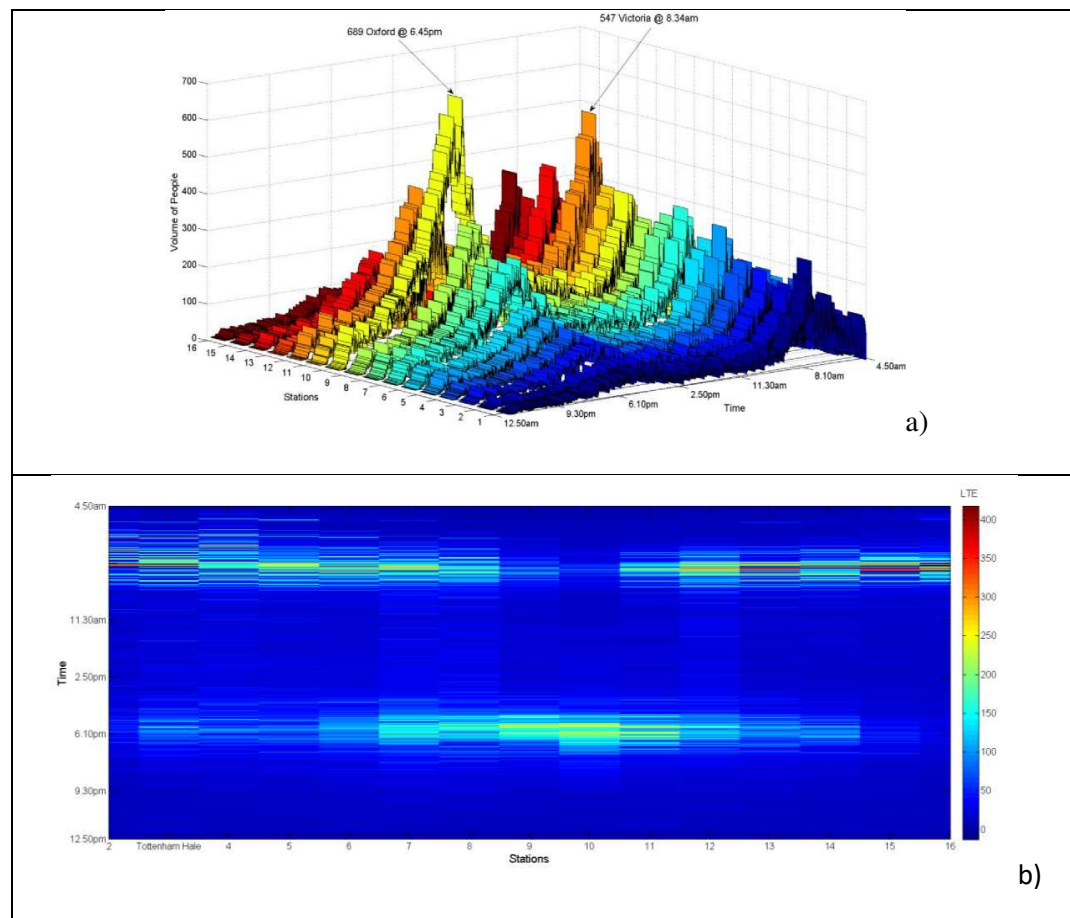 689 Oxford @ 6.45pm
547 Victoria @ 8.34am
700
600
500
400
300
200
100
0
Volume of People
16 15 14 13 12 11 10 9 8 7 6 5 4 3 2 1
Stations
12.50am 9.30pm 6.10pm 2.50pm 11.30am 8.10am 4.50am
Time
a)
4.50am
11.30am
2.50pm
6.10pm
9.30pm
12.50pm
Time
2 Tottenham Hale 4 5 6 7 8 9 10 11 12 13 14 15 16
Stations
LTE
400
350
300
250
200
150
100
50
0
b)